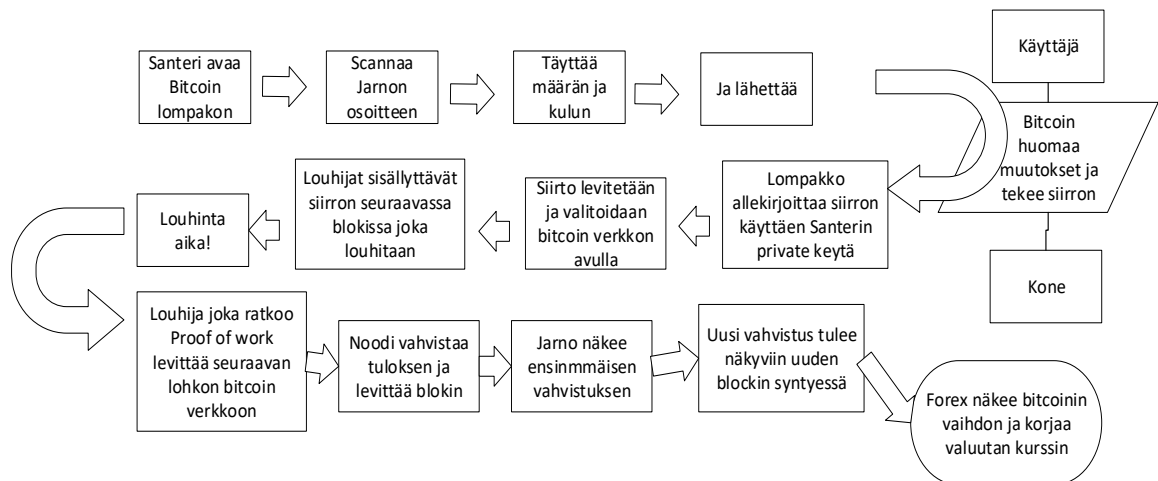 Santeri avaa
Bitcoin
lompakon
Scannaa
Jarnon
osoitteen
Täyttää
määrän ja
kulun
Ja lähettää
Käyttäjä
Bitcoin
huomaa
muutokset ja
tekee siirron
Kone
Lompakko
allekirjoittaa siirron
käyttäen Santerin
private keytä
Siirto levitetään
ja valitoidaan
bitcoin verkkon
avulla
Louhijat sisällyttävät
siirron seuraavassa
blokissa joka
louhitaan
Louhinta
aika!
Louhija joka ratkoo
Proof of work
levittää seuraavan
lohkon bitcoin
verkkoon
Noodi vahvistaa
tuloksen ja
levittää blokin
Jarno näkee
ensinmmäisen
vahvistuksen
Uusi vahvistus tulee
näkyviin uuden
blockin syntyessä
Forex näkee bitcoinin
vaihdon ja korjaa
valuutan kurssin